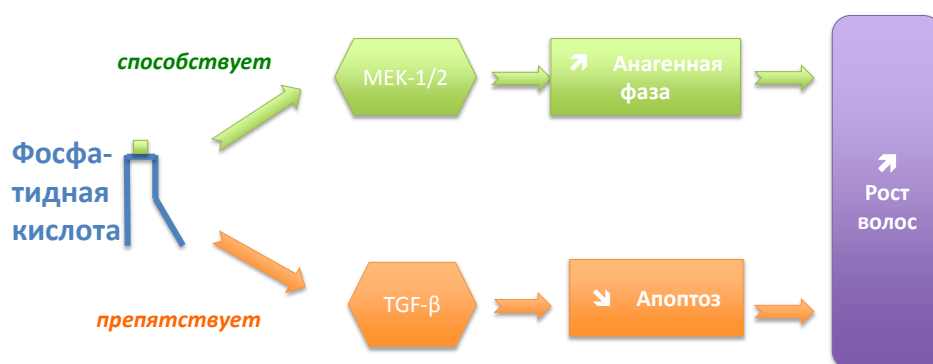 способствует
MEK-1/2
Анагенная
фаза
Фосфа-
тидная
кислота
Рост
волос
TGF-β
Апоптоз
препятствует